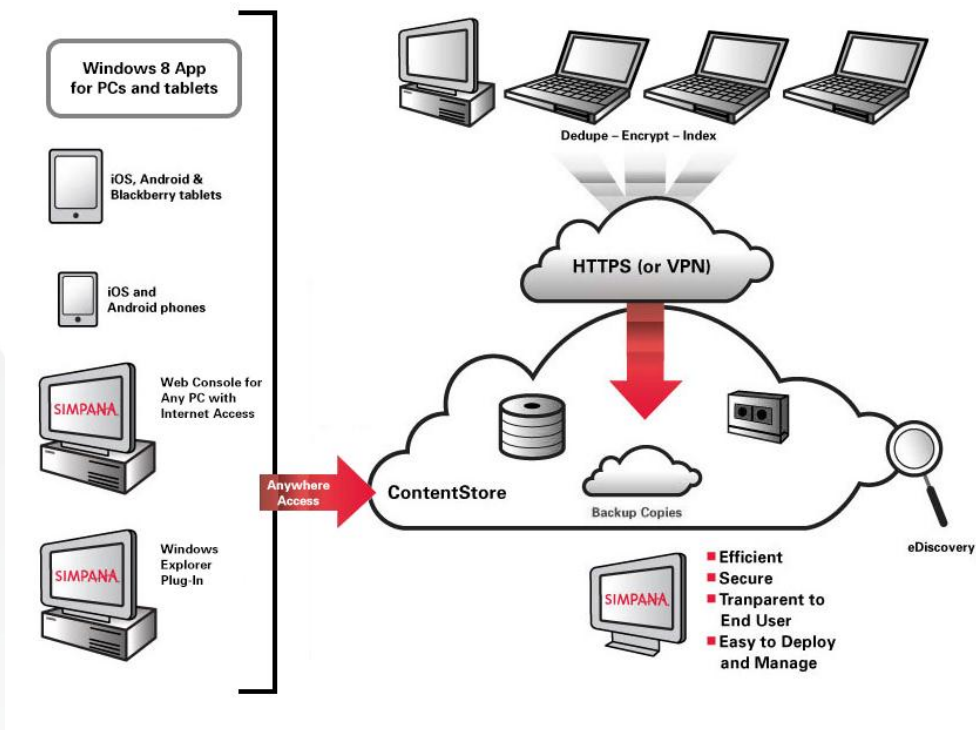 Windows 8 App
for PCs and tablets
iOS, Android &
Blackberry tablets
iOS and
Android phones
SIMPANA
Web Console for
Any PC with
Internet Access
SIMPANA
Windows
Explorer
Plug-In
Anywhere
Access
Dedupe – Encrypt – Index
HTTPS (or VPN)
ContentStore
Backup Copies
eDiscovery
SIMPANA
Efficient
Secure
Tranparent to
End User
Easy to Deploy
and Manage